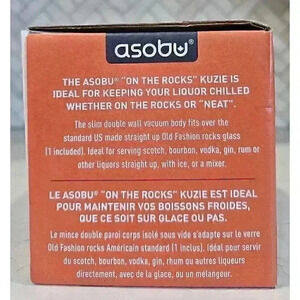 asobu®
THE ASOBU® "ON THE ROCKS" KUZIE IS
IDEAL FOR KEEPING YOUR LIQUOR CHILLED
WHETHER ON THE ROCKS OR "NEAT".
The slim double wall vacuum body fits over the
standard US made straight up Old Fashion rocks glass
(1 included). Ideal for serving scotch, bourbon, vodka, gin, rum or
other liquors straight up, with ice, or a mixer.
LE ASOBU® "ON THE ROCKS" KUZIE EST IDEAL
POUR MAINTENIR VOS BOISSONS FROIDES,
QUE CE SOIT SUR GLACE OU PAS.
Le mince double paroi corps isolé sous vide s'adapte sur le verre
Old Fashion rocks Américain standard (1 inclus). Idéal pour servir
du scotch, bourbon, vodka, gin, rhum ou autres liqueurs
directement, avec de la glace, ou un mélangeur.